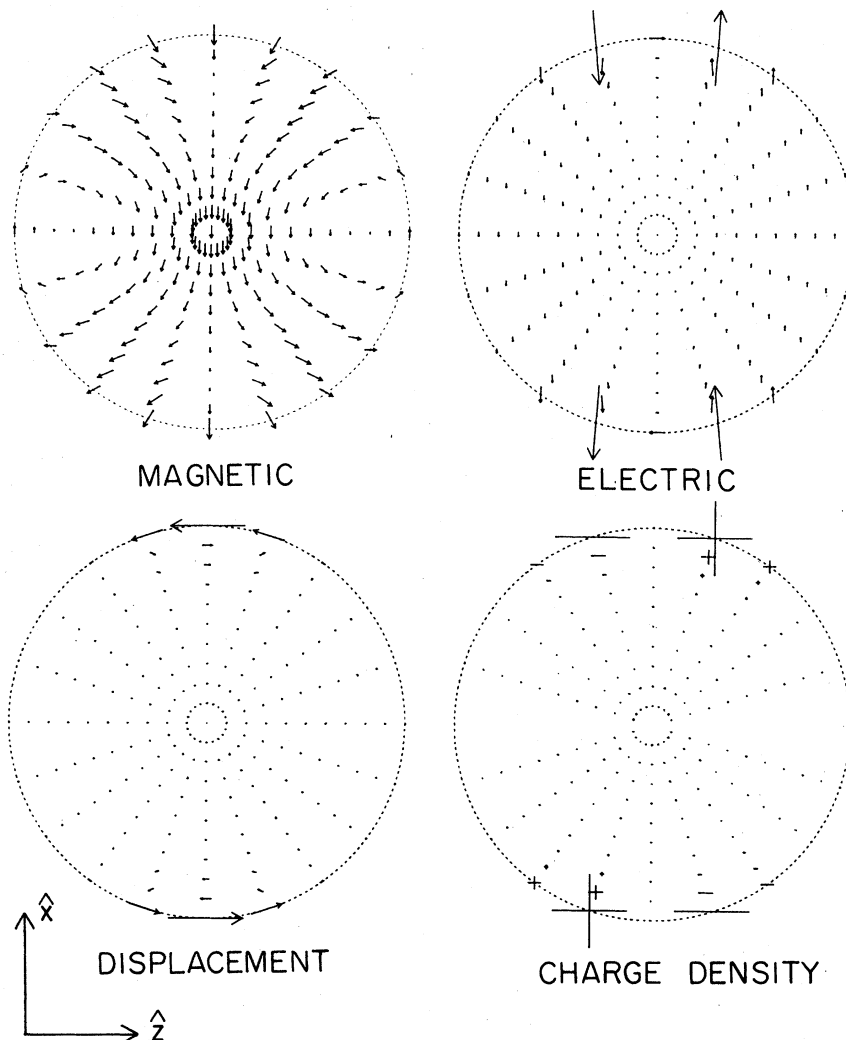 MAGNETIC
ELECTRIC
DISPLACEMENT
CHARGE DENSITY
x̂
ẑ